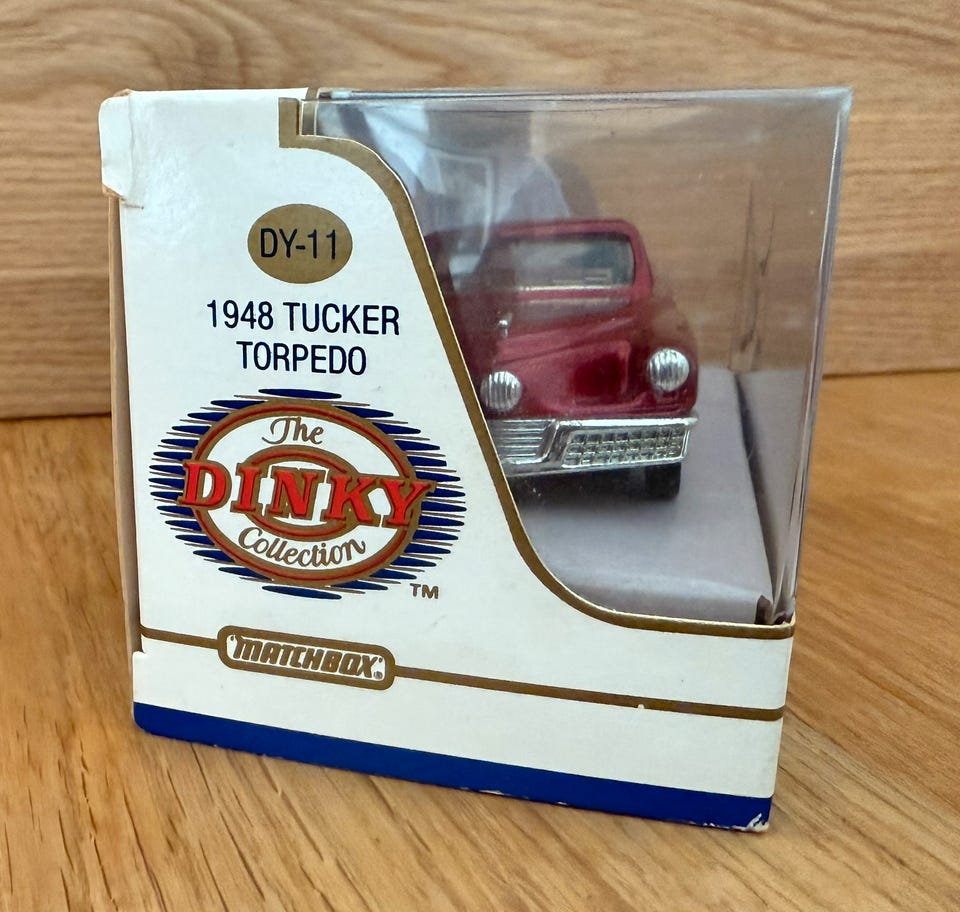 DY-11
1948 TUCKER
TORPEDO
The
DINKY
Collection
TM
"MATCHBOX"®